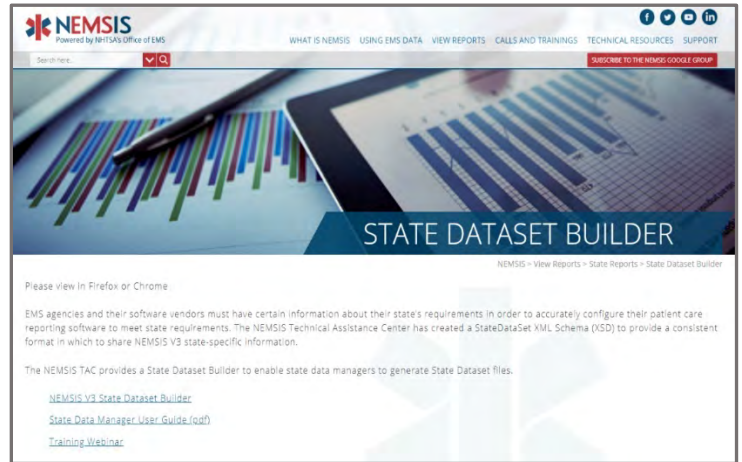 NEMSIS
Powered by NHTSA's Office of EMS
WHAT IS NEMSIS USING EMS DATA VIEW REPORTS CALLS AND TRAININGS TECHNICAL RESOURCES SUPPORT
Search here...
SUBSCRIBE TO THE NEMSIS GOOGLE GROUP
STATE DATASET BUILDER
NEMSIS > View Reports > State Reports > State Dataset Builder
Please view in Firefox or Chrome
EMS agencies and their software vendors must have certain information about their state's requirements in order to accurately configure their patient care
reporting software to meet state requirements. The NEMSIS Technical Assistance Center has created a StateDataSet XML Schema (XSD) to provide a consistent
format in which to share NEMSIS V3 state-specific information.
The NEMSIS TAC provides a State Dataset Builder to enable state data managers to generate State Dataset files.
NEMSIS V3 State Dataset Builder
State Data Manager User Guide (pdf)
Training Webinar